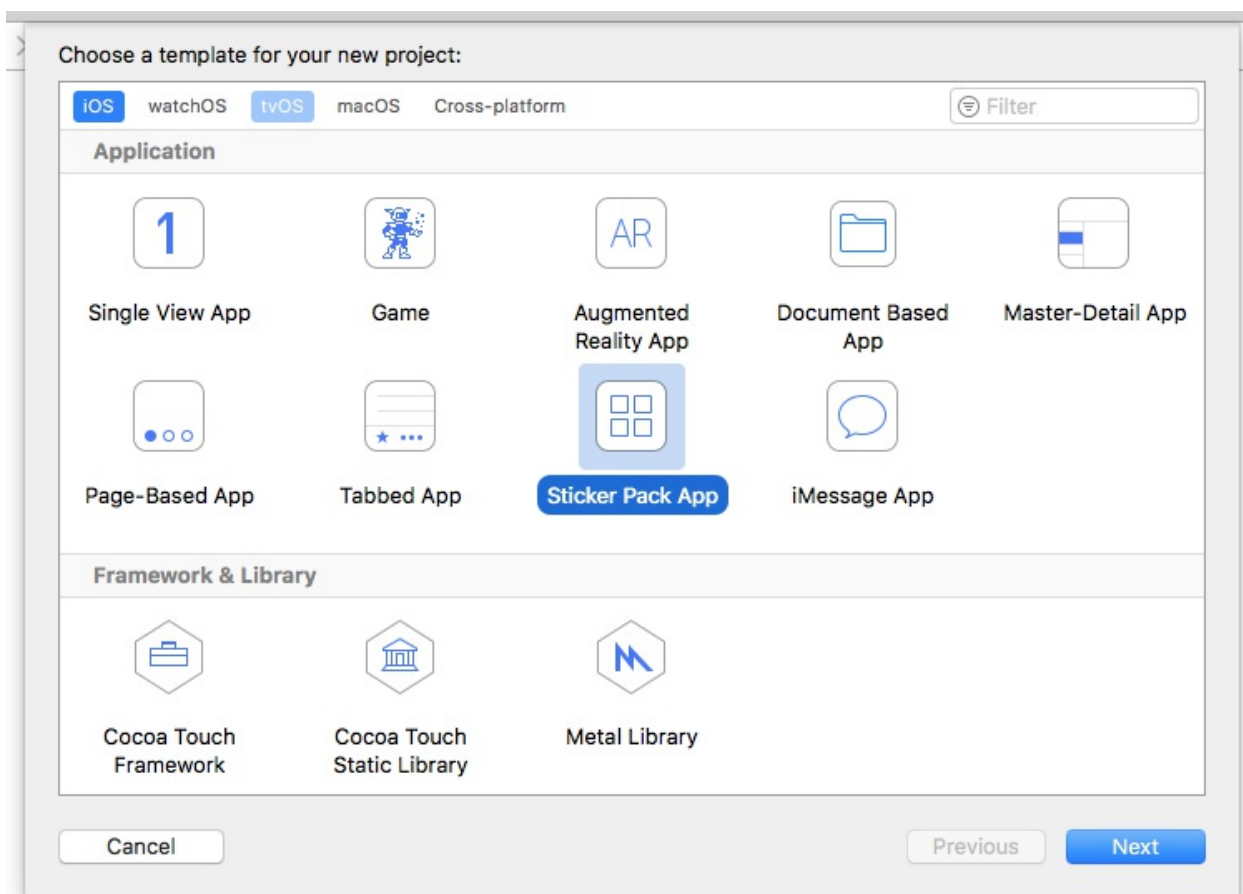 Choose a template for your new project:
iOS watchOS tvOS macOS Cross-platform Filter
Application
1 AR
Single View App Game Augmented Document Based Master-Detail App
Reality App App
Page-Based App Tabbed App Sticker Pack App iMessage App
Framework & Library
Cocoa Touch Cocoa Touch Metal Library
Framework Static Library
Cancel Previous Next